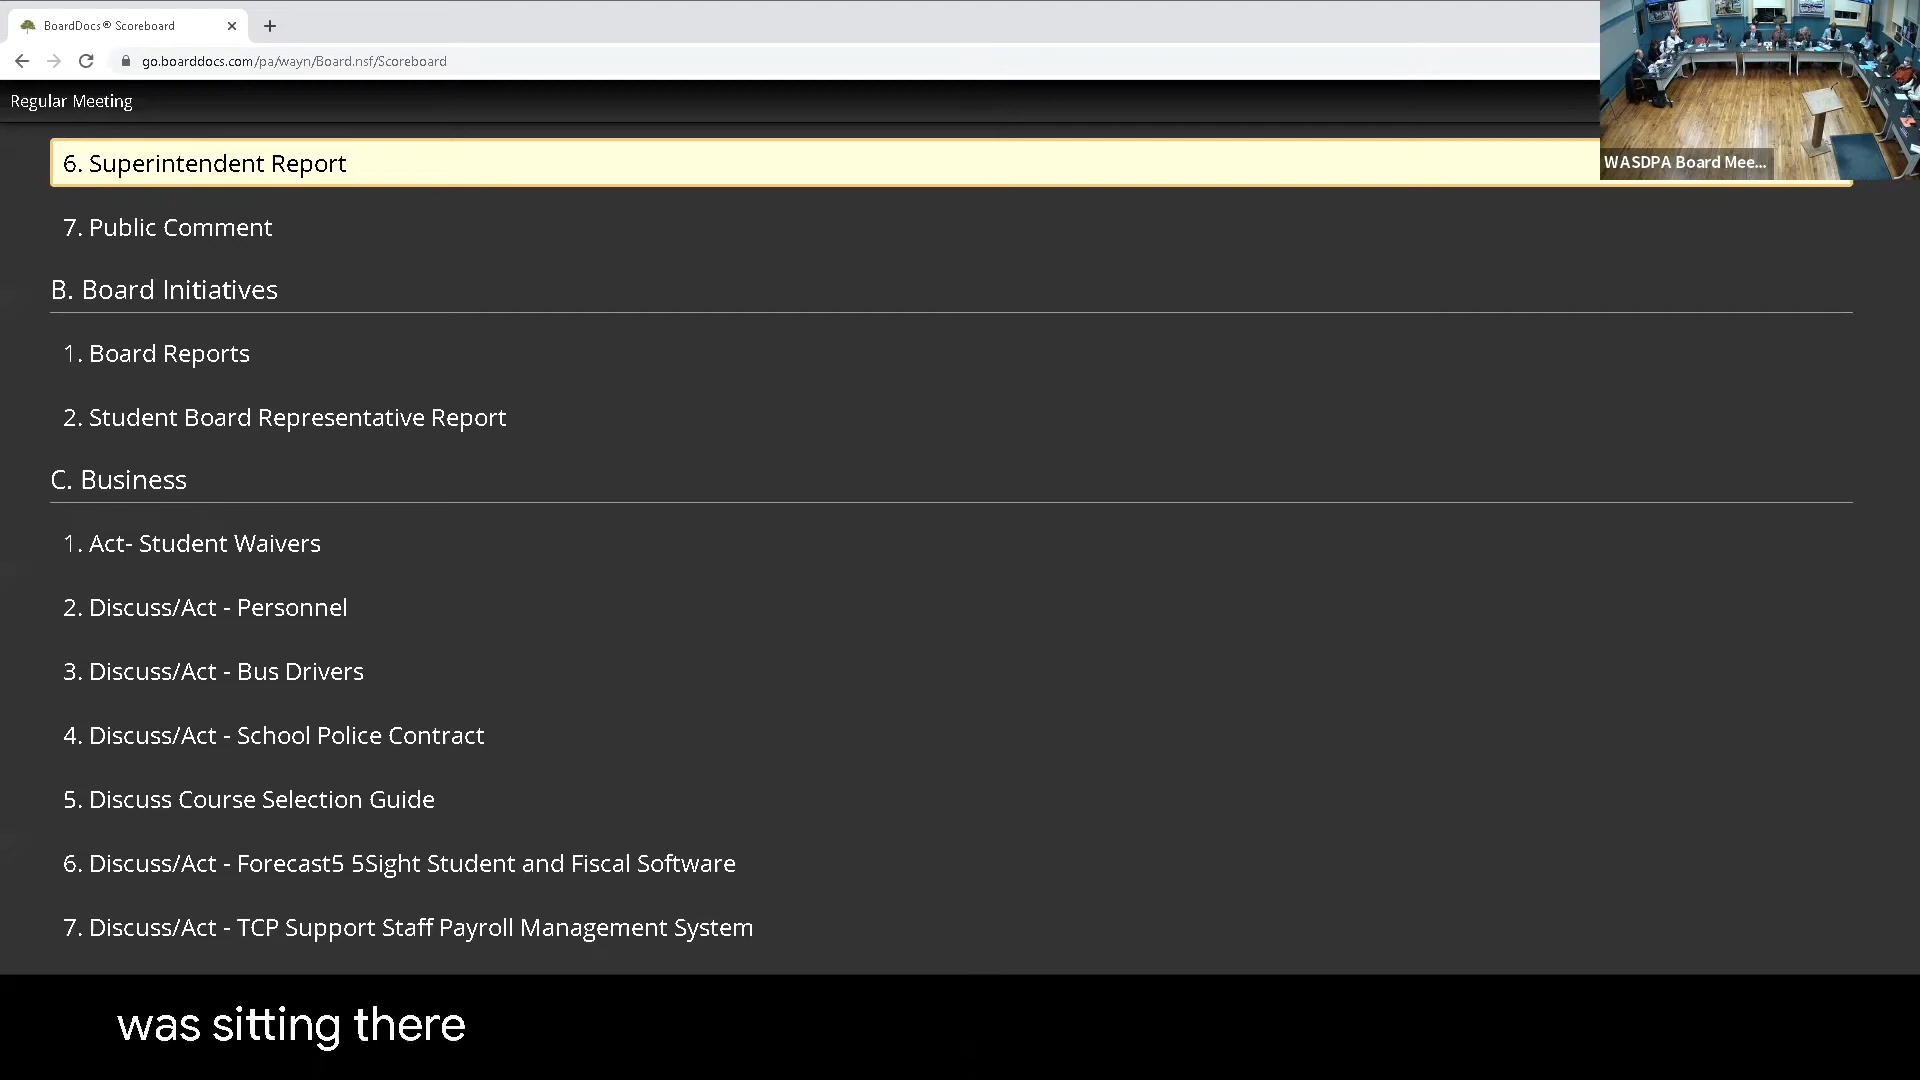 BoardDocs® Scoreboard
go.boarddocs.com/pa/wayn/Board.nsf/Scoreboard
Regular Meeting
WASDPA Board Mee...
6. Superintendent Report
7. Public Comment
B. Board Initiatives
1. Board Reports
2. Student Board Representative Report
C. Business
1. Act- Student Waivers
2. Discuss/Act - Personnel
3. Discuss/Act - Bus Drivers
4. Discuss/Act - School Police Contract
5. Discuss Course Selection Guide
6. Discuss/Act - Forecast5 5Sight Student and Fiscal Software
7. Discuss/Act - TCP Support Staff Payroll Management System
was sitting there